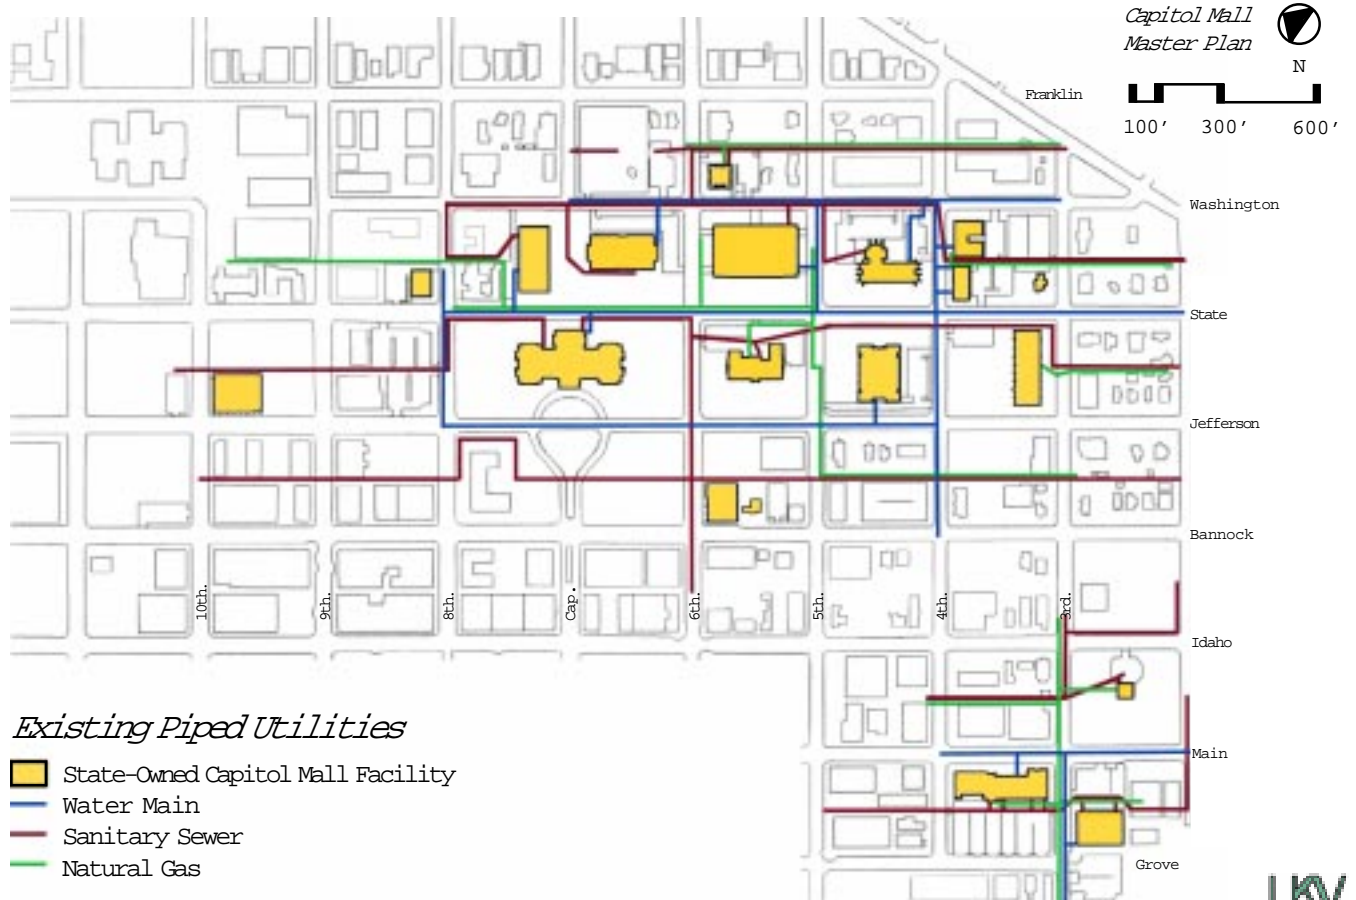 Capitol Mall
Master Plan
N
100' 300' 600'
Franklin
Washington
State
Jefferson
Bannock
10th.
9th.
8th.
Cap.
6th.
5th.
4th.
3rd.
Idaho
Main
Grove
Existing Piped Utilities
State-Owned Capitol Mall Facility
Water Main
Sanitary Sewer
Natural Gas